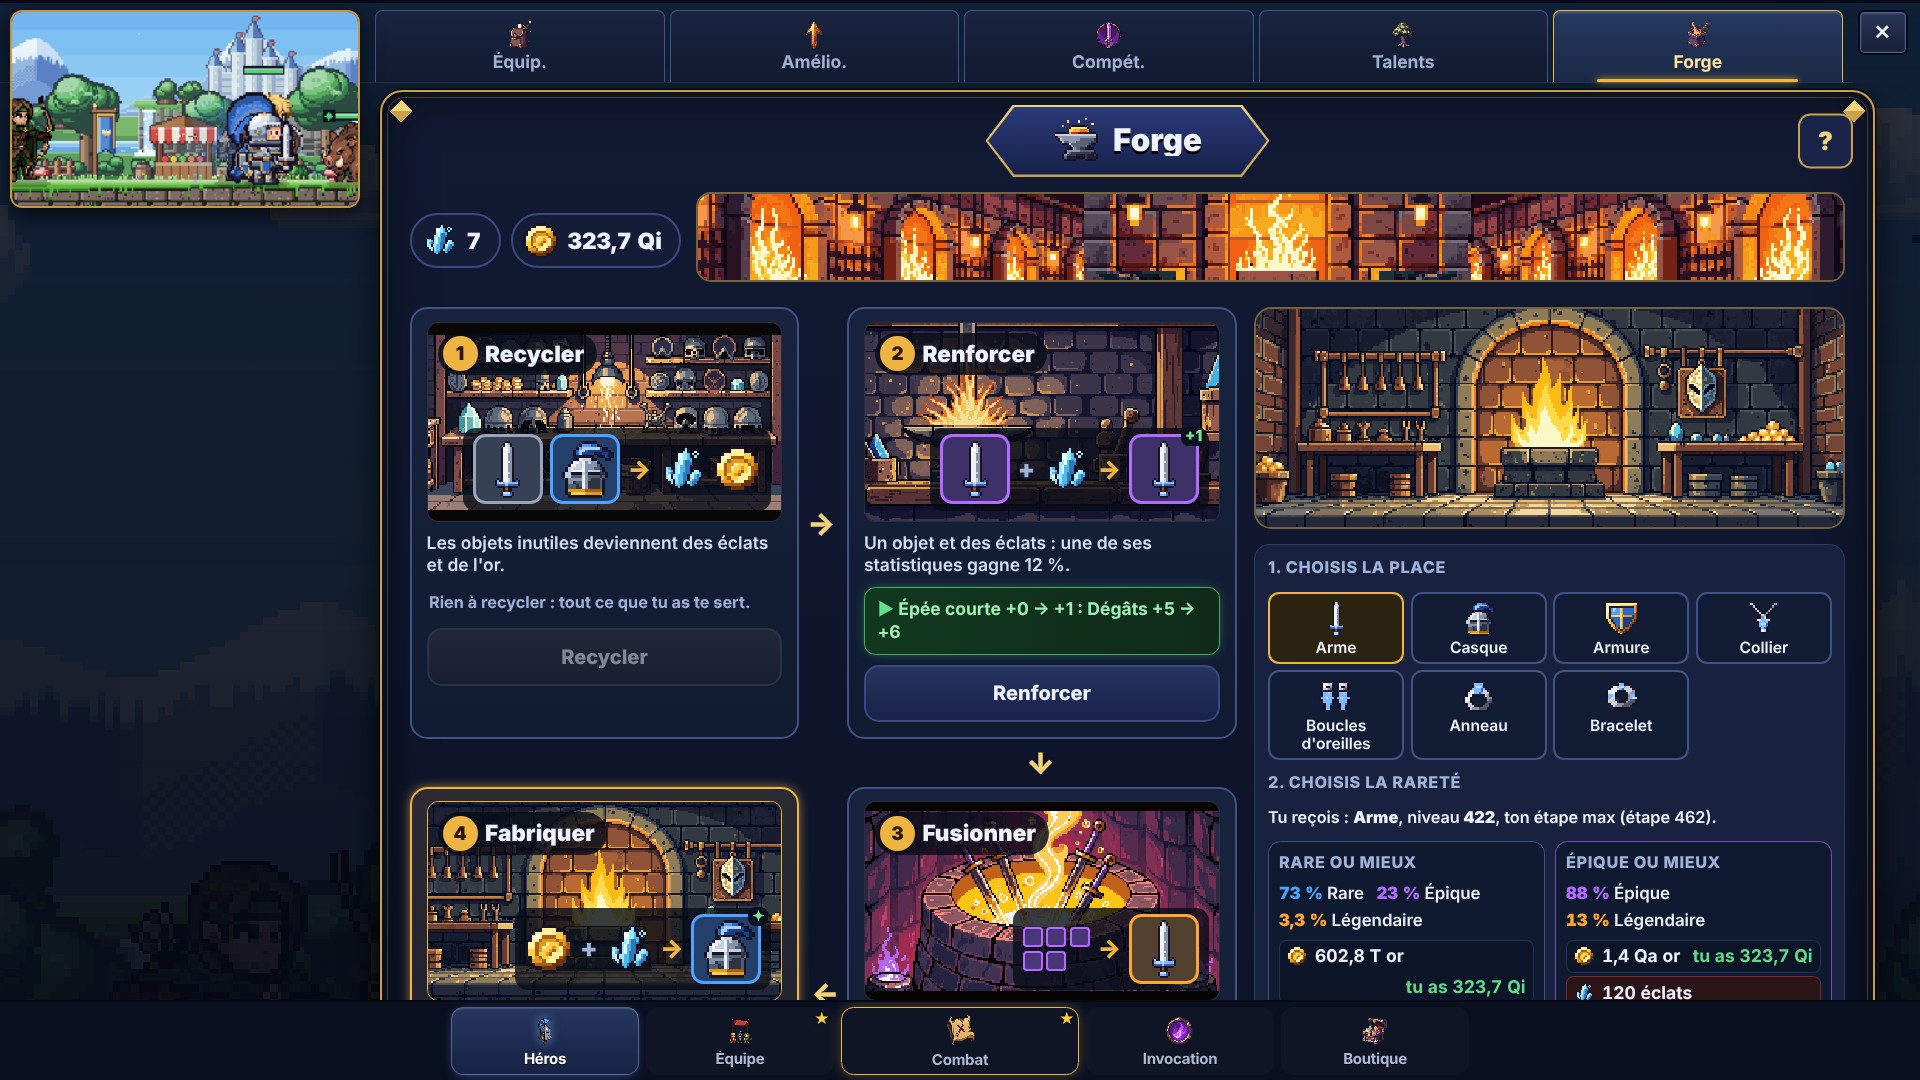 Équip.
Amélio.
Compét.
Talents
Forge
×
Forge
?
7
323,7 Qi
1 Recycler
Les objets inutiles deviennent des éclats
et de l'or.
Rien à recycler : tout ce que tu as te sert.
Recycler
2 Renforcer
+
+1
Un objet et des éclats : une de ses
statistiques gagne 12 %.
▶ Épée courte +0 → +1 : Dégâts +5 →
+6
Renforcer
4 Fabriquer
+
3 Fusionner
1. CHOISIS LA PLACE
Arme
Casque
Armure
Collier
Boucles
d'oreilles
Anneau
Bracelet
2. CHOISIS LA RARETÉ
Tu reçois : Arme, niveau 422, ton étape max (étape 462).
RARE OU MIEUX
73 % Rare 23 % Épique
3,3 % Légendaire
602,8 T or
tu as 323,7 Qi
ÉPIQUE OU MIEUX
88 % Épique
13 % Légendaire
1,4 Qa or tu as 323,7 Qi
120 éclats
Héros
Équipe
Combat
Invocation
Boutique